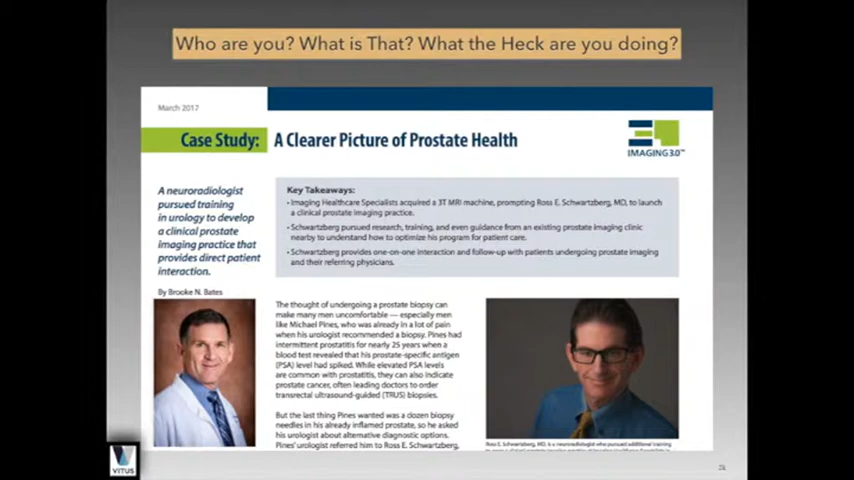 Who are you? What is That? What the Heck are you doing?
March 2017
Case Study: A Clearer Picture of Prostate Health
IMAGING3.0™
A neuroradiologist
pursued training
in urology to develop
a clinical prostate
imaging practice that
provides direct patient
interaction.
By Brooke N. Bates
Key Takeaways:
• Imaging Healthcare Specialists acquired a 3T MRI machine, prompting Ross E. Schwartzberg, MD, to launch
a clinical prostate imaging practice.
• Schwartzberg pursued research, training, and even guidance from an existing prostate imaging clinic
nearby to understand how to optimize his program for patient care.
• Schwartzberg provides one-on-one interaction and follow-up with patients undergoing prostate imaging
and their referring physicians.
The thought of undergoing a prostate biopsy can
make many men uncomfortable — especially men
like Michael Pines, who was already in a lot of pain
when his urologist recommended a biopsy. Pines had
intermittent prostatitis for nearly 25 years when a
blood test revealed that his prostate-specific antigen
(PSA) level had spiked. While elevated PSA levels
are common with prostatitis, they can also indicate
prostate cancer, often leading doctors to order
transrectal ultrasound-guided (TRUS) biopsies.
But the last thing Pines wanted was a dozen biopsy
needles in his already inflamed prostate, so he asked
his urologist about alternative diagnostic options.
Pines' urologist referred him to Ross E. Schwartzberg,
Ross E. Schwartzberg, MD, is a neuroradiologist who pursued additional training
VITUS